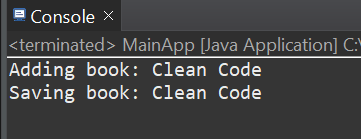 Console
<terminated> MainApp [Java Application] C:\
Adding book: Clean Code
Saving book: Clean Code